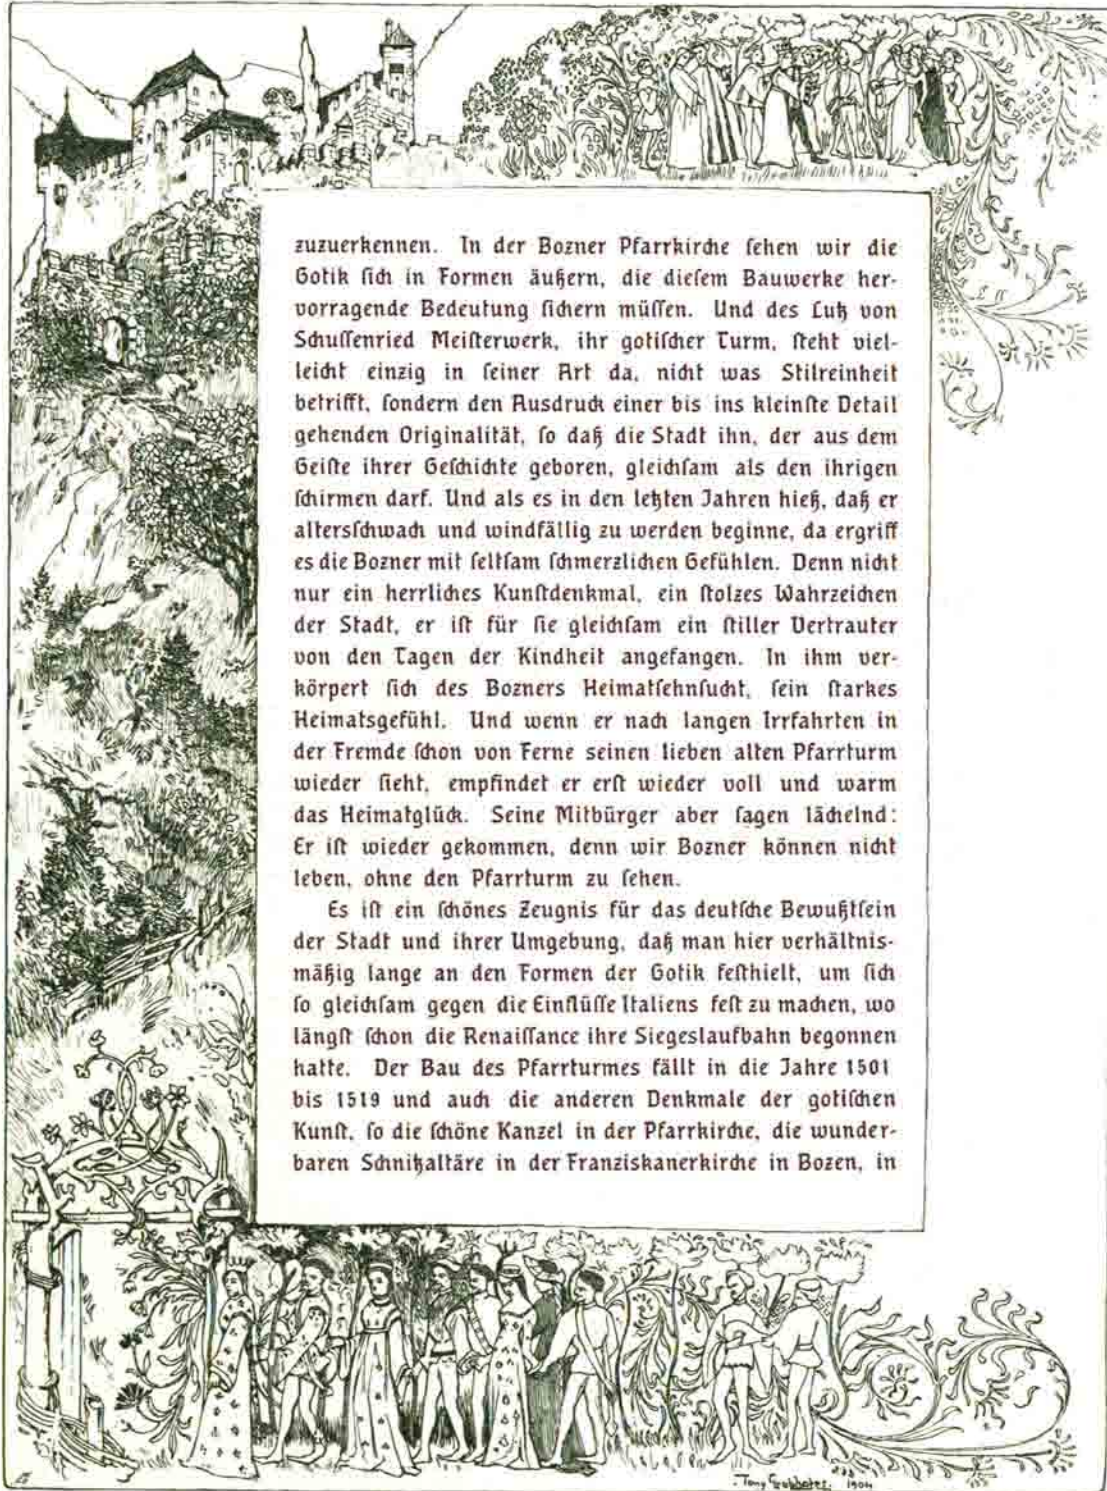 zuzuerkennen. In der Bozner Pfarrkirche ſehen wir die
Gotik ſich in Formen äußern, die dieſem Bauwerke her-
vorragende Bedeutung ſichern müſſen. Und des Lutz von
Schuſſenried Meiſterwerk, ihr gotiſcher Turm, ſteht viel-
leicht einzig in ſeiner Art da, nicht was Stilreinheit
betrifft, ſondern den Ausdruck einer bis ins kleinſte Detail
gehenden Originalität, ſo daß die Stadt ihn, der aus dem
Geiſte ihrer Geſchichte geboren, gleichſam als den ihrigen
ſchirmen darf. Und als es in den letzten Jahren hieß, daß er
altersſchwach und windfällig zu werden beginne, da ergriff
es die Bozner mit ſeltſam ſchmerzlichen Gefühlen. Denn nicht
nur ein herrliches Kunſtdenkmal, ein ſtolzes Wahrzeichen
der Stadt, er iſt für ſie gleichſam ein ſtiller Vertrauter
von den Tagen der Kindheit angefangen. In ihm ver-
körpert ſich des Bozners Heimatſehnſucht, ſein ſtarkes
Heimatsgefühl. Und wenn er nach langen Irrfahrten in
der Fremde ſchon von Ferne seinen lieben alten Pfarrturm
wieder ſieht, empfindet er erſt wieder voll und warm
das Heimatglück. Seine Mitbürger aber ſagen lächelnd:
Er iſt wieder gekommen, denn wir Bozner können nicht
leben, ohne den Pfarrturm zu ſehen.
Es iſt ein ſchönes Zeugnis für das deutſche Bewußtſein
der Stadt und ihrer Umgebung, daß man hier verhältnis-
mäßig lange an den Formen der Gotik feſthielt, um ſich
ſo gleichſam gegen die Einflüſſe Italiens feſt zu machen, wo
längſt ſchon die Renaiſſance ihre Siegeslaufbahn begonnen
hatte. Der Bau des Pfarrturmes fällt in die Jahre 1501
bis 1519 und auch die anderen Denkmale der gotiſchen
Kunſt, ſo die ſchöne Kanzel in der Pfarrkirche, die wunder-
baren Schnitzaltäre in der Franziskanerkirche in Bozen, in
Tony Grubhofer. 1904